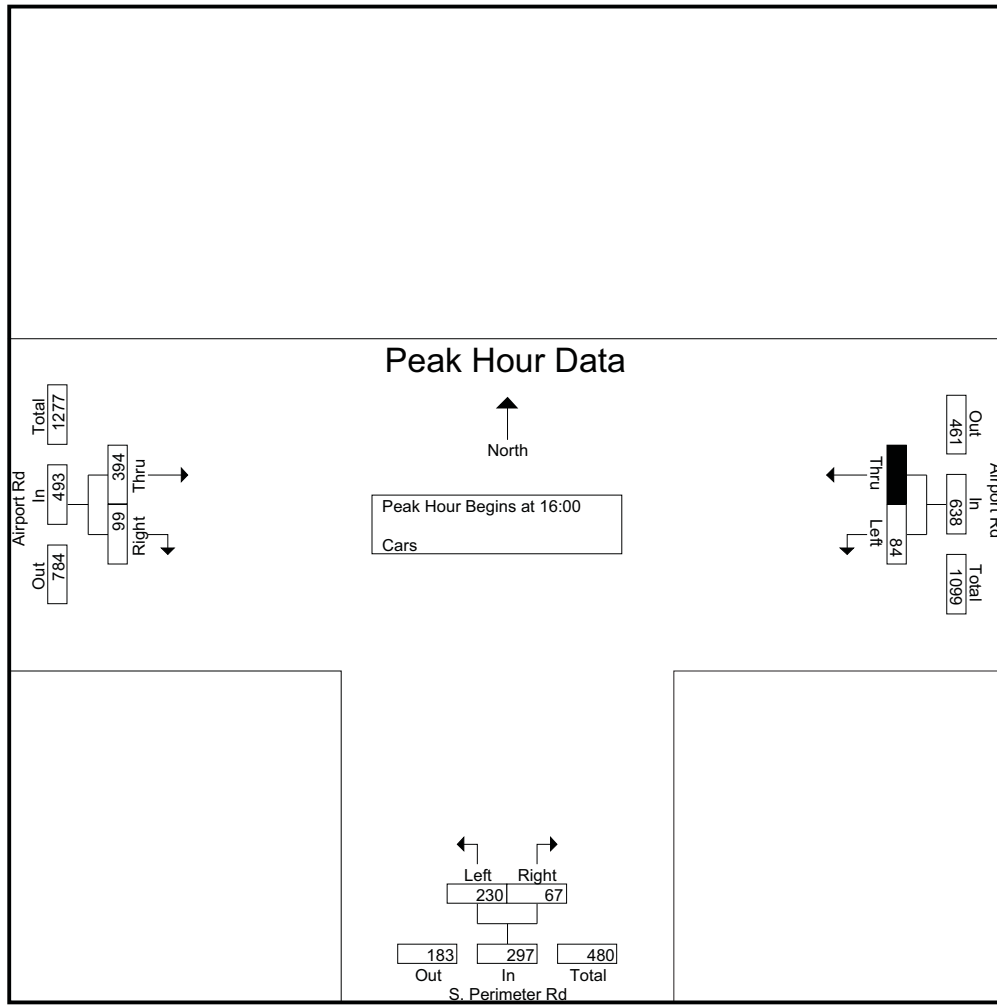 Peak Hour Data
North
Peak Hour Begins at 16:00
Cars
Airport Rd
Total
1277
In
493
Out
784
394
Thru
99
Right
Airport Rd
Out
461
In
638
Total
1099
Thru
Left
84
Left
Right
230
67
183
297
480
Out
In
Total
S. Perimeter Rd